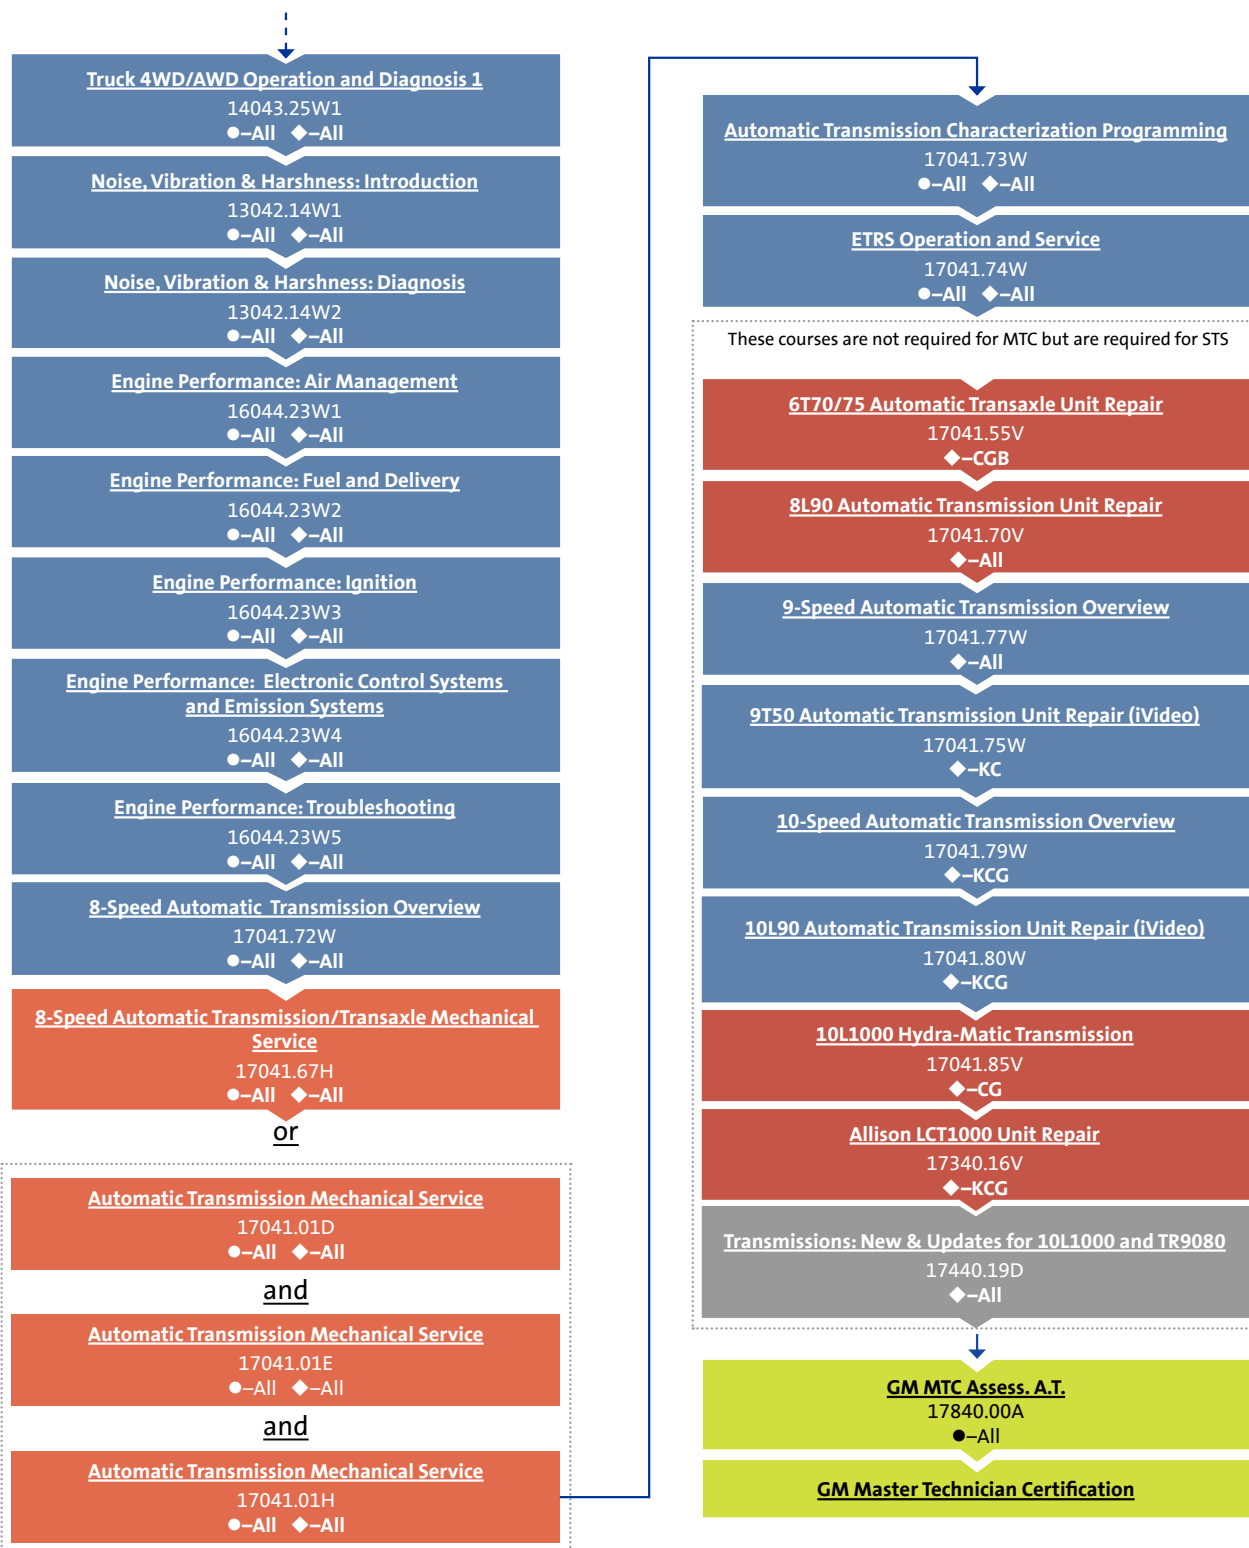 Truck 4WD/AWD Operation and Diagnosis 1
14043.25W1
●–All ◆–All
Noise, Vibration & Harshness: Introduction
13042.14W1
●–All ◆–All
Noise, Vibration & Harshness: Diagnosis
13042.14W2
●–All ◆–All
Engine Performance: Air Management
16044.23W1
●–All ◆–All
Engine Performance: Fuel and Delivery
16044.23W2
●–All ◆–All
Engine Performance: Ignition
16044.23W3
●–All ◆–All
Engine Performance: Electronic Control Systems
and Emission Systems
16044.23W4
●–All ◆–All
Engine Performance: Troubleshooting
16044.23W5
●–All ◆–All
8-Speed Automatic Transmission Overview
17041.72W
●–All ◆–All
8-Speed Automatic Transmission/Transaxle Mechanical
Service
17041.67H
●–All ◆–All
or
Automatic Transmission Mechanical Service
17041.01D
●–All ◆–All
and
Automatic Transmission Mechanical Service
17041.01E
●–All ◆–All
and
Automatic Transmission Mechanical Service
17041.01H
●–All ◆–All
Automatic Transmission Characterization Programming
17041.73W
●–All ◆–All
ETRS Operation and Service
17041.74W
●–All ◆–All
These courses are not required for MTC but are required for STS
6T70/75 Automatic Transaxle Unit Repair
17041.55V
◆–CGB
8L90 Automatic Transmission Unit Repair
17041.70V
◆–All
9-Speed Automatic Transmission Overview
17041.77W
◆–All
9T50 Automatic Transmission Unit Repair (iVideo)
17041.75W
◆–KC
10-Speed Automatic Transmission Overview
17041.79W
◆–KCG
10L90 Automatic Transmission Unit Repair (iVideo)
17041.80W
◆–KCG
10L1000 Hydra-Matic Transmission
17041.85V
◆–CG
Allison LCT1000 Unit Repair
17340.16V
◆–KCG
Transmissions: New & Updates for 10L1000 and TR9080
17440.19D
◆–All
GM MTC Assess. A.T.
17840.00A
●–All
GM Master Technician Certification